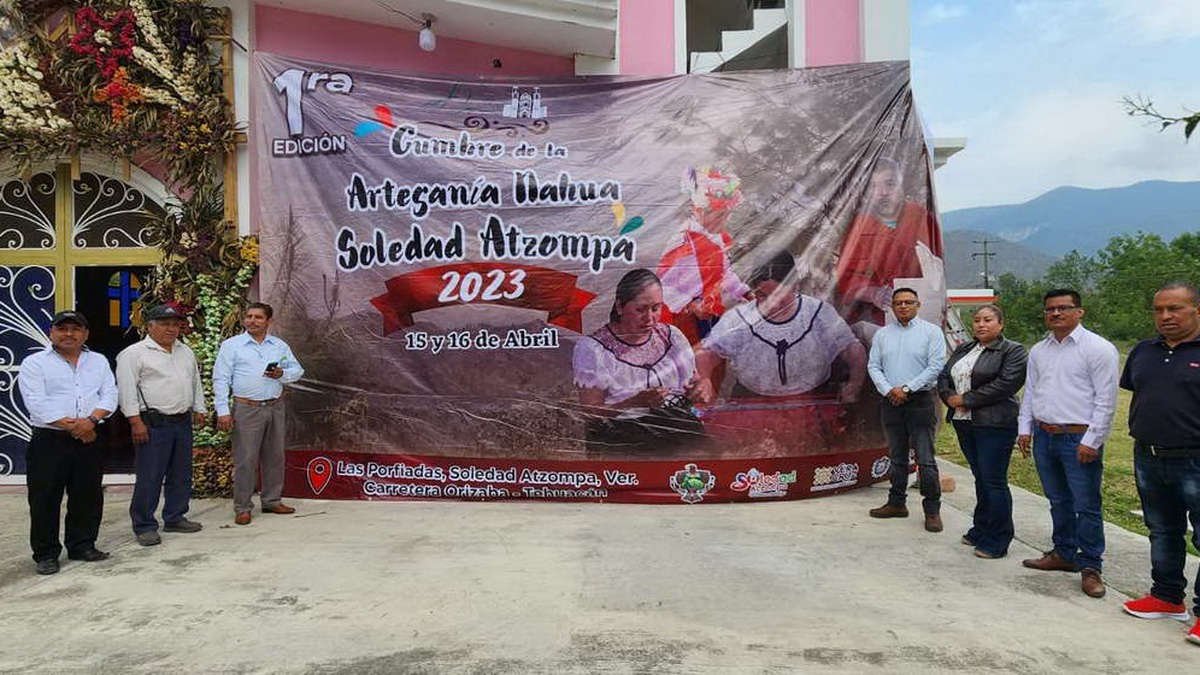 1ra
EDICIÓN
Cumbre de la
Artesanía Nahua
Soledad Atzompa
2023
15 y 16 de Abril
Las Porfiadas, Soledad Atzompa, Ver.
Carretera Orizaba - Tehuacán
Soledad